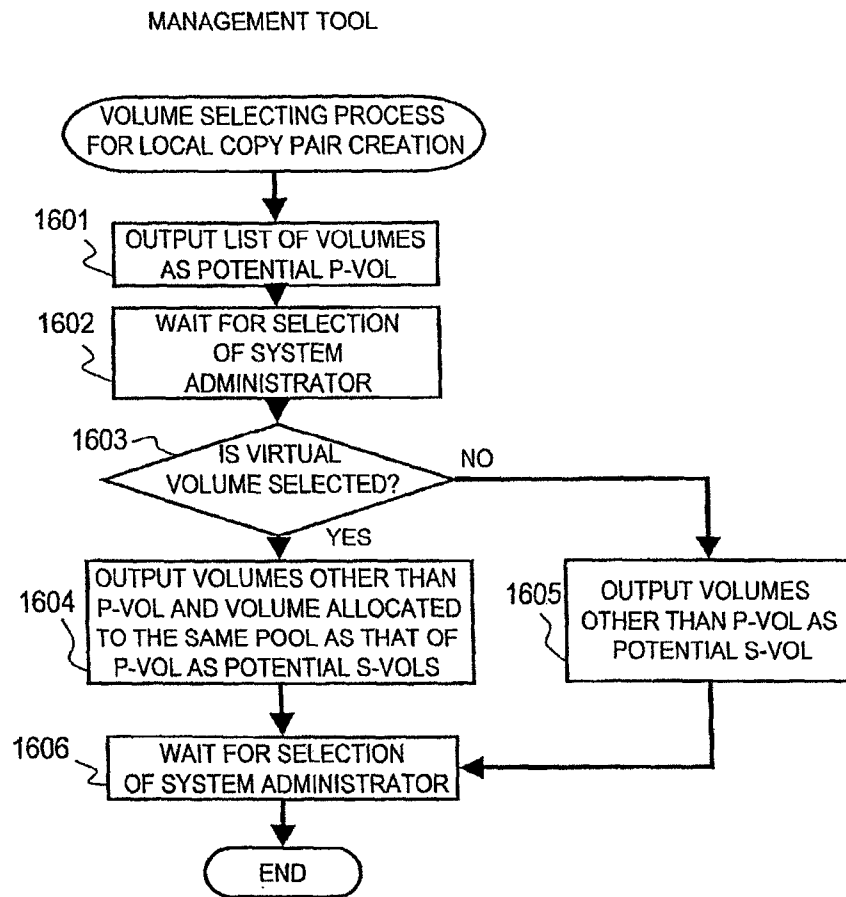 MANAGEMENT TOOL
VOLUME SELECTING PROCESS
FOR LOCAL COPY PAIR CREATION
1601
OUTPUT LIST OF VOLUMES
AS POTENTIAL P-VOL
1602
WAIT FOR SELECTION
OF SYSTEM
ADMINISTRATOR
1603
IS VIRTUAL
VOLUME SELECTED?
NO
YES
1604
OUTPUT VOLUMES OTHER THAN
P-VOL AND VOLUME ALLOCATED
TO THE SAME POOL AS THAT OF
P-VOL AS POTENTIAL S-VOLS
1605
OUTPUT VOLUMES
OTHER THAN P-VOL AS
POTENTIAL S-VOL
1606
WAIT FOR SELECTION
OF SYSTEM ADMINISTRATOR
END